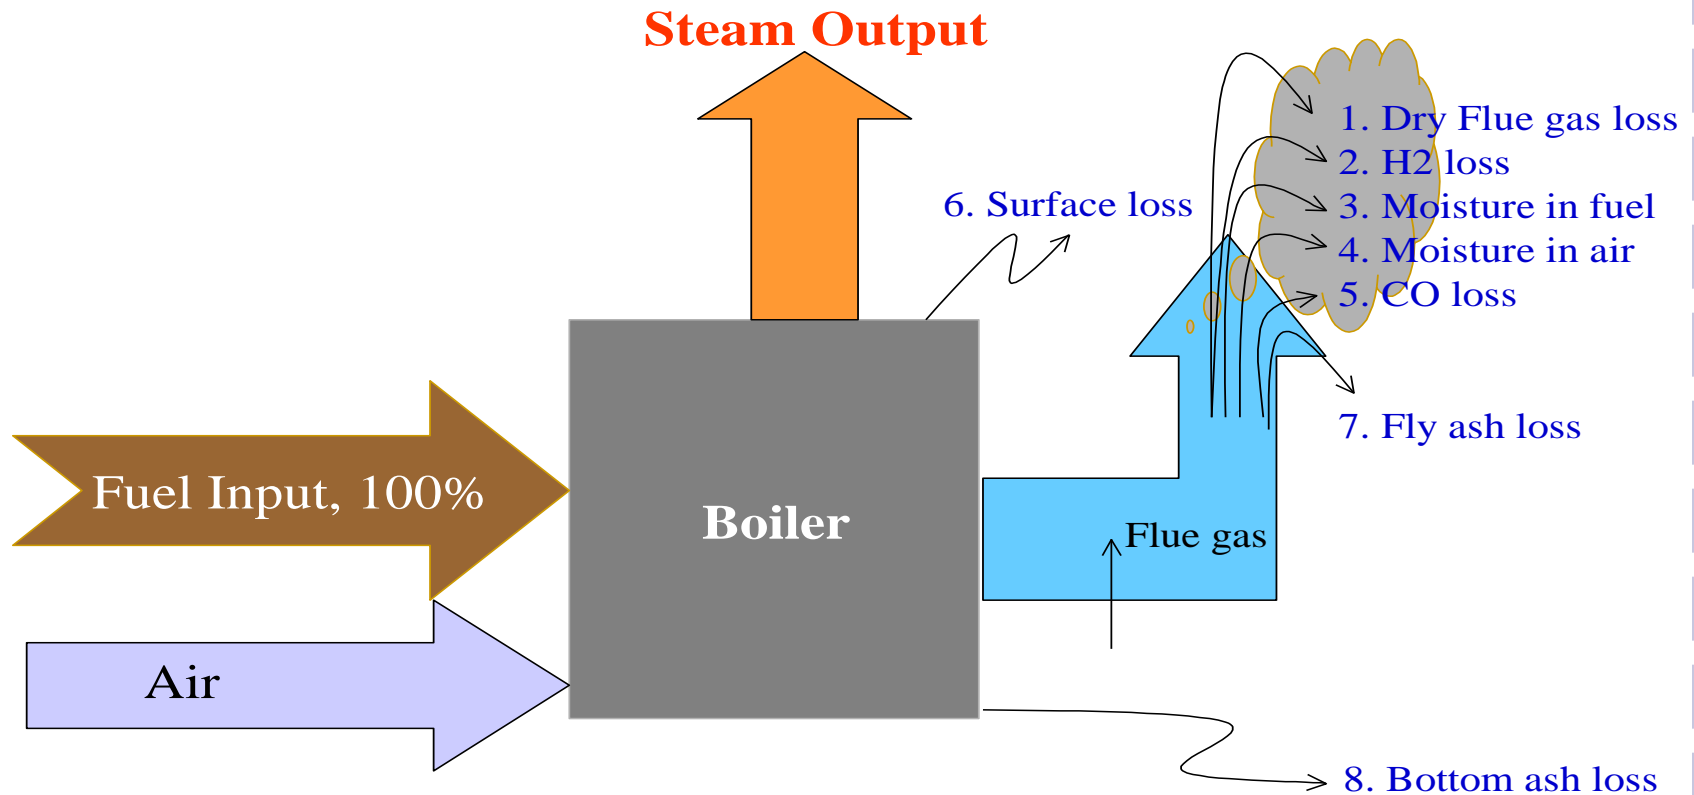 Steam Output
1. Dry Flue gas loss
2. H2 loss
3. Moisture in fuel
4. Moisture in air
5. CO loss
6. Surface loss
7. Fly ash loss
Fuel Input, 100%
Boiler
Flue gas
Air
8. Bottom ash loss